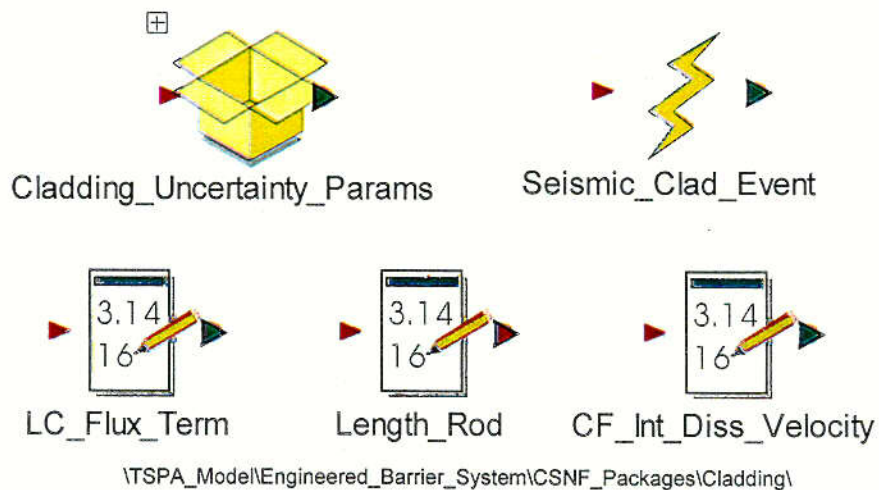 Cladding_Uncertainty_Params
Seismic_Clad_Event
3.14
16
3.14
16
3.14
16
LC_Flux_Term
Length_Rod
CF_Int_Diss_Velocity
\TSPA_Model\Engineered_Barrier_System\CSNF_Packages\Cladding\